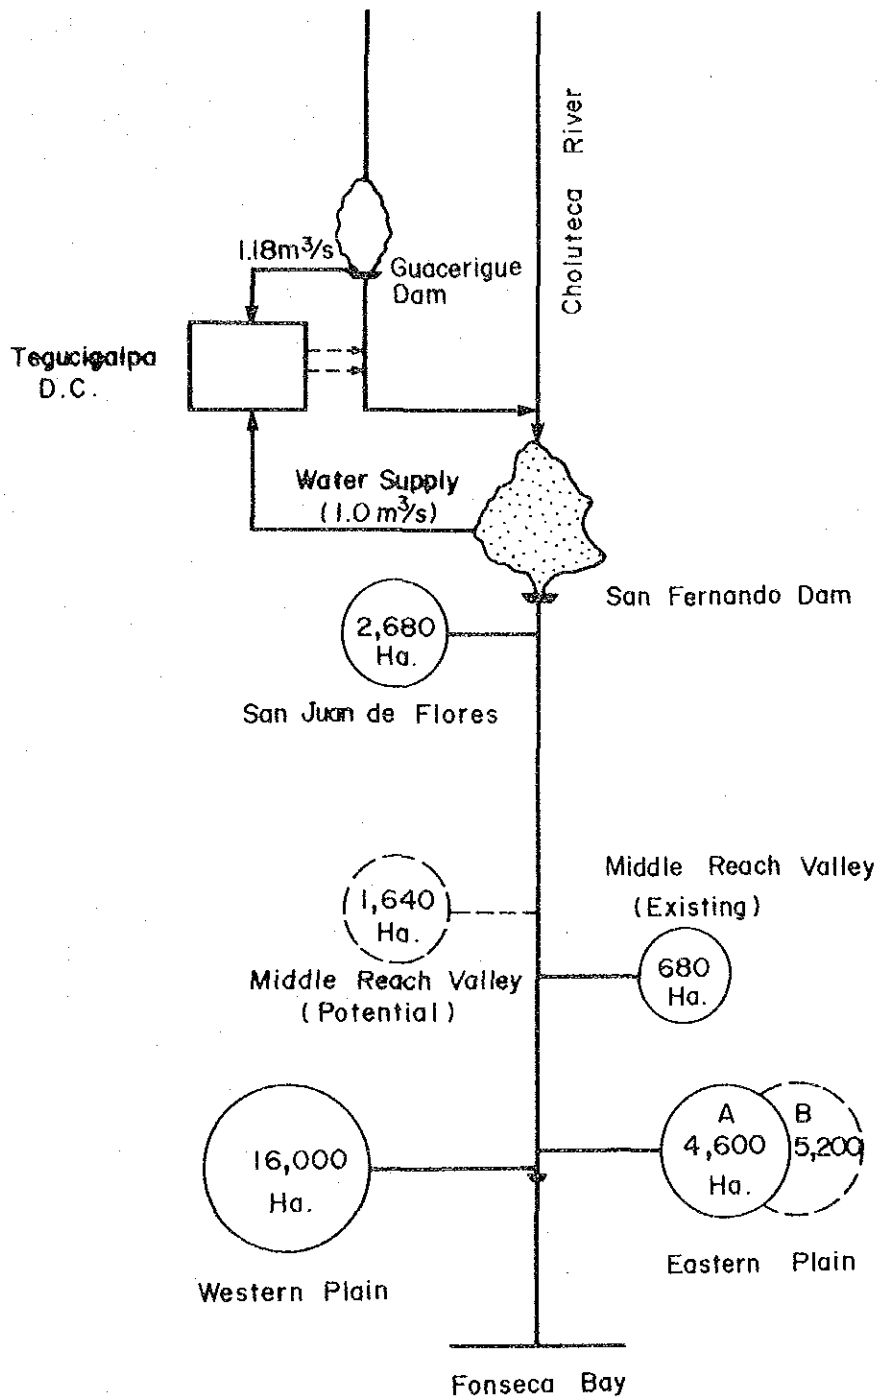 Choluteca River
1.18m³/s
Guacerigue
Dam
Tegucigalpa
D.C.
Water Supply
(1.0 m³/s)
San Fernando Dam
2,680
Ha.
San Juan de Flores
Middle Reach Valley
(Existing)
1,640
Ha.
680
Ha.
Middle Reach Valley
(Potential)
A
4,600
Ha.
B
5,200
16,000
Ha.
Eastern Plain
Western Plain
Fonseca Bay